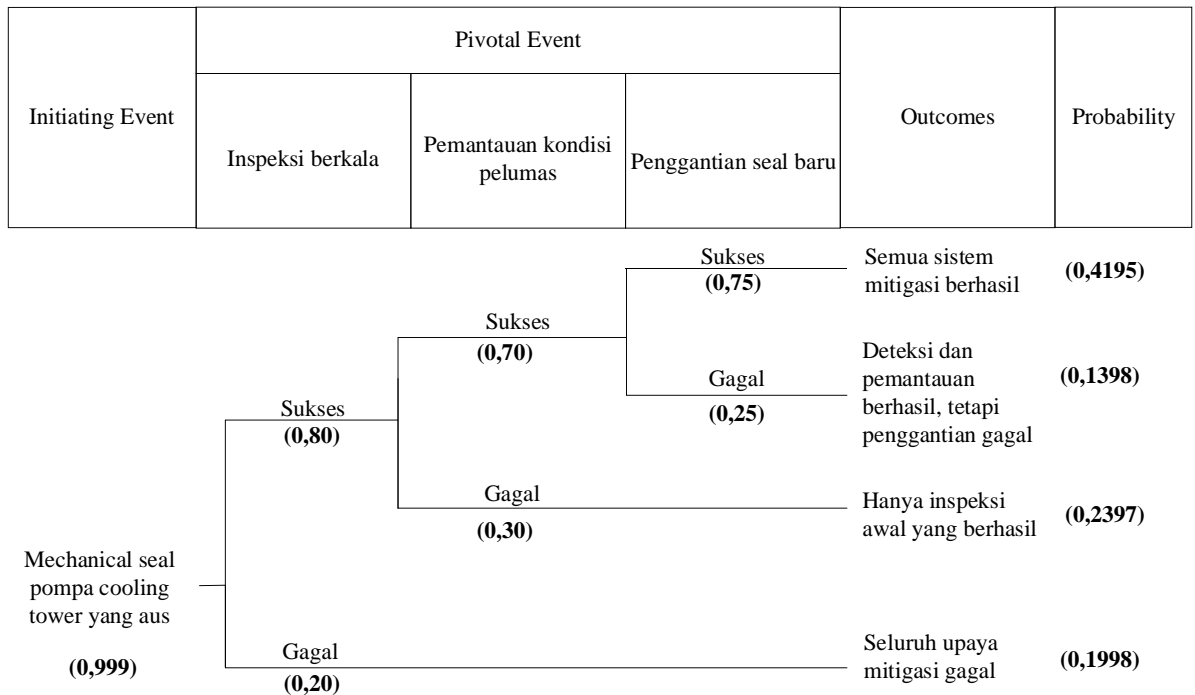 Initiating Event
Pivotal Event
Inspeksi berkala
Pemantauan kondisi
pelumas
Penggantian seal baru
Outcomes
Probability
Sukses
(0,75)
Semua sistem
mitigasi berhasil
(0,4195)
Sukses
(0,70)
Gagal
(0,25)
Deteksi dan
pemantauan
berhasil, tetapi
penggantian gagal
(0,1398)
Sukses
(0,80)
Gagal
(0,30)
Hanya inspeksi
awal yang berhasil
(0,2397)
Mechanical seal
pompa cooling
tower yang aus
(0,999)
Gagal
(0,20)
Seluruh upaya
mitigasi gagal
(0,1998)